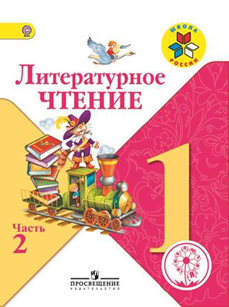 ШКОЛА
РОССИИ
Литературное
ЧТЕНИЕ
1
Часть
2
ПРОСВЕЩЕНИЕ
ИЗДАТЕЛЬСТВО